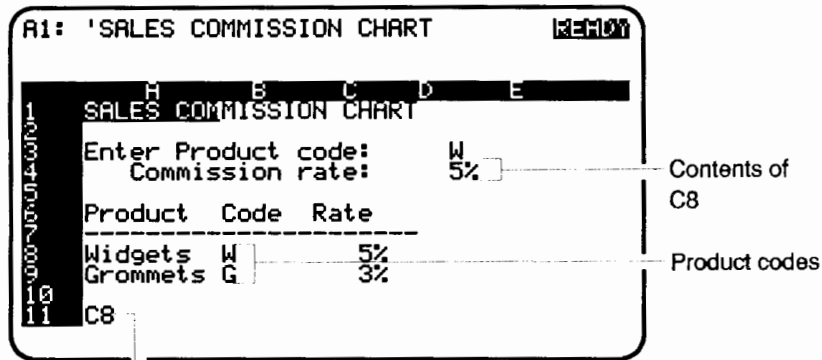 A1: 'SALES COMMISSION CHART READY
A B C D E
1 SALES COMMISSION CHART
2
3 Enter Product code: W
4 Commission rate: 5%
5
6 Product Code Rate
7 --------------------------------
8 Widgets W 5%
9 Grommets G 3%
10
11 C8
Contents of
C8
Product codes